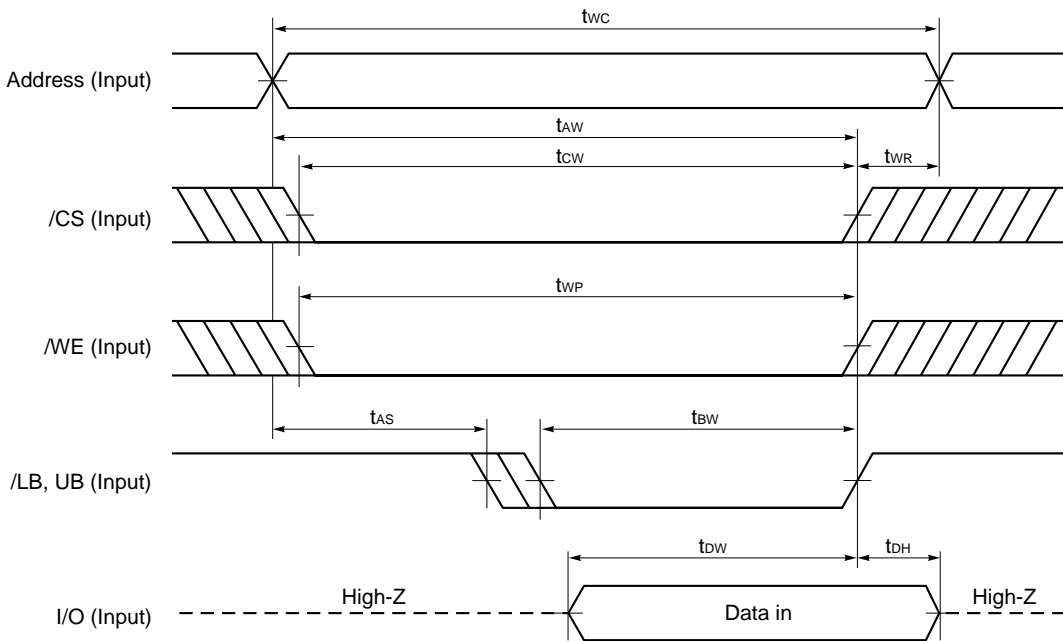 tWC
Address (Input)
tAW
tCW
tWR
/CS (Input)
tWP
/WE (Input)
tAS
tBW
/LB, UB (Input)
tDW
tDH
High-Z
Data in
High-Z
I/O (Input)